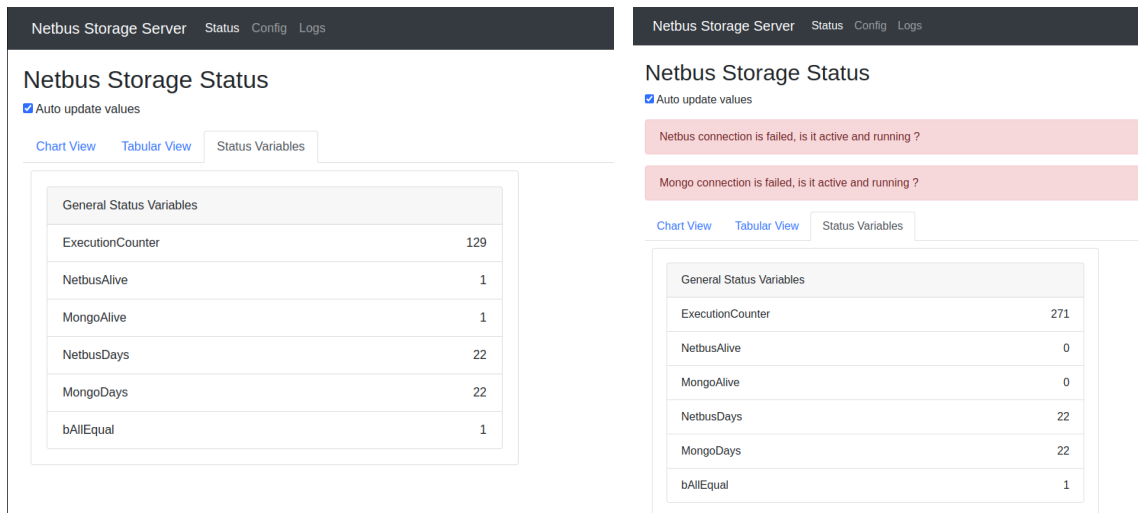 Netbus Storage Server Status Config Logs
Netbus Storage Status
Auto update values
Chart View Tabular View Status Variables
General Status Variables
ExecutionCounter 129
NetbusAlive 1
MongoAlive 1
NetbusDays 22
MongoDays 22
bAllEqual 1
Netbus Storage Server Status Config Logs
Netbus Storage Status
Auto update values
Netbus connection is failed, is it active and running ?
Mongo connection is failed, is it active and running ?
Chart View Tabular View Status Variables
General Status Variables
ExecutionCounter 271
NetbusAlive 0
MongoAlive 0
NetbusDays 22
MongoDays 22
bAllEqual 1